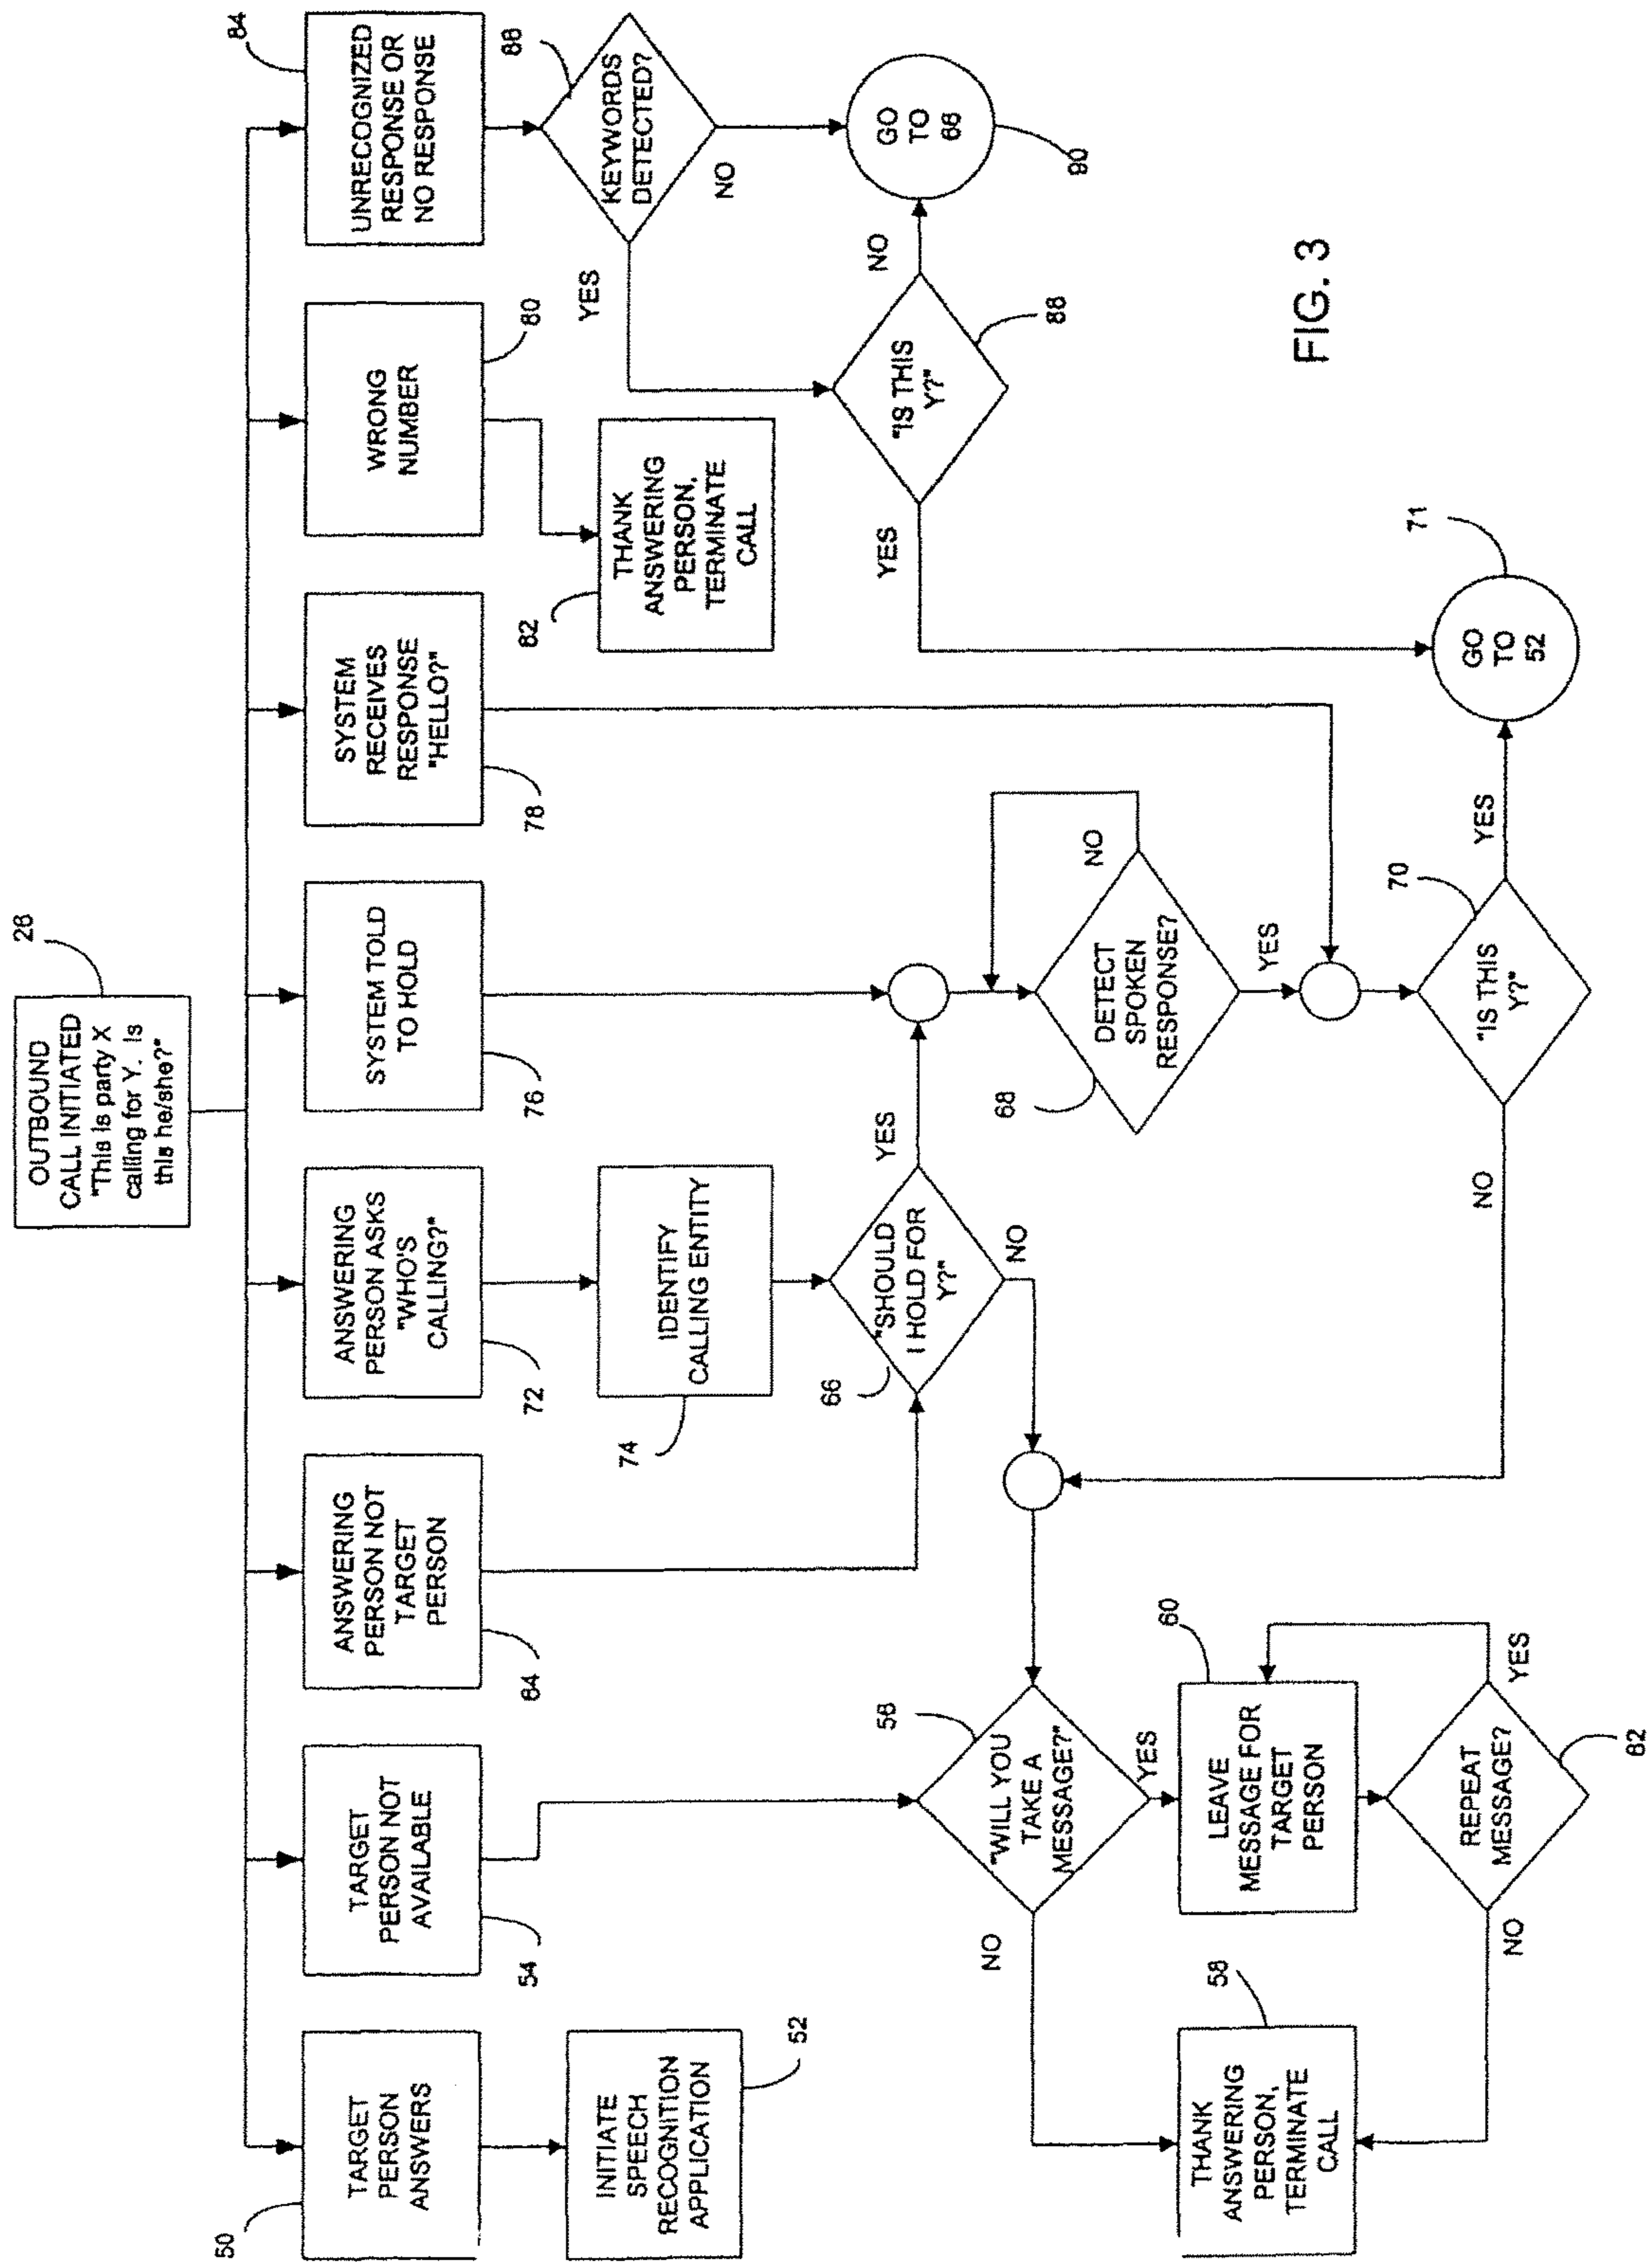 OUTBOUND
CALL INITIATED
"This is party X
calling for Y. Is
this he/she?"
26
50
TARGET
PERSON
ANSWERS
TARGET
PERSON NOT
AVAILABLE
54
ANSWERING
PERSON NOT
TARGET
PERSON
64
ANSWERING
PERSON ASKS
"WHO'S
CALLING?"
72
SYSTEM TOLD
TO HOLD
76
SYSTEM
RECEIVES
RESPONSE
"HELLO?"
78
WRONG
NUMBER
80
84
UNRECOGNIZED
RESPONSE OR
NO RESPONSE
INITIATE
SPEECH
RECOGNITION
APPLICATION
52
74
IDENTIFY
CALLING ENTITY
82
THANK
ANSWERING
PERSON,
TERMINATE
CALL
YES
KEYWORDS
DETECTED?
86
NO
66
"SHOULD
I HOLD FOR
Y?"
YES
NO
"IS THIS
Y?"
88
YES
NO
GO
TO
66
90
56
"WILL YOU
TAKE A
MESSAGE?"
NO
YES
68
DETECT
SPOKEN
RESPONSE?
NO
YES
58
THANK
ANSWERING
PERSON,
TERMINATE
CALL
60
LEAVE
MESSAGE FOR
TARGET
PERSON
REPEAT
MESSAGE?
NO
YES
62
70
"IS THIS
Y?"
NO
YES
GO
TO
52
71
FIG. 3